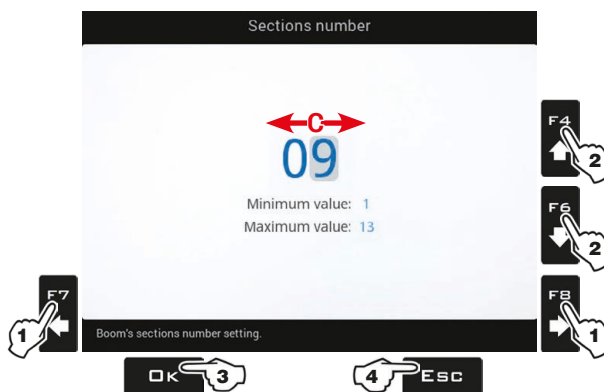 Sections number
C
09
F4
2
Minimum value: 1
F6
Maximum value: 13
2
F7
F8
1
1
Boom's sections number setting.
OK
3
4
ESC